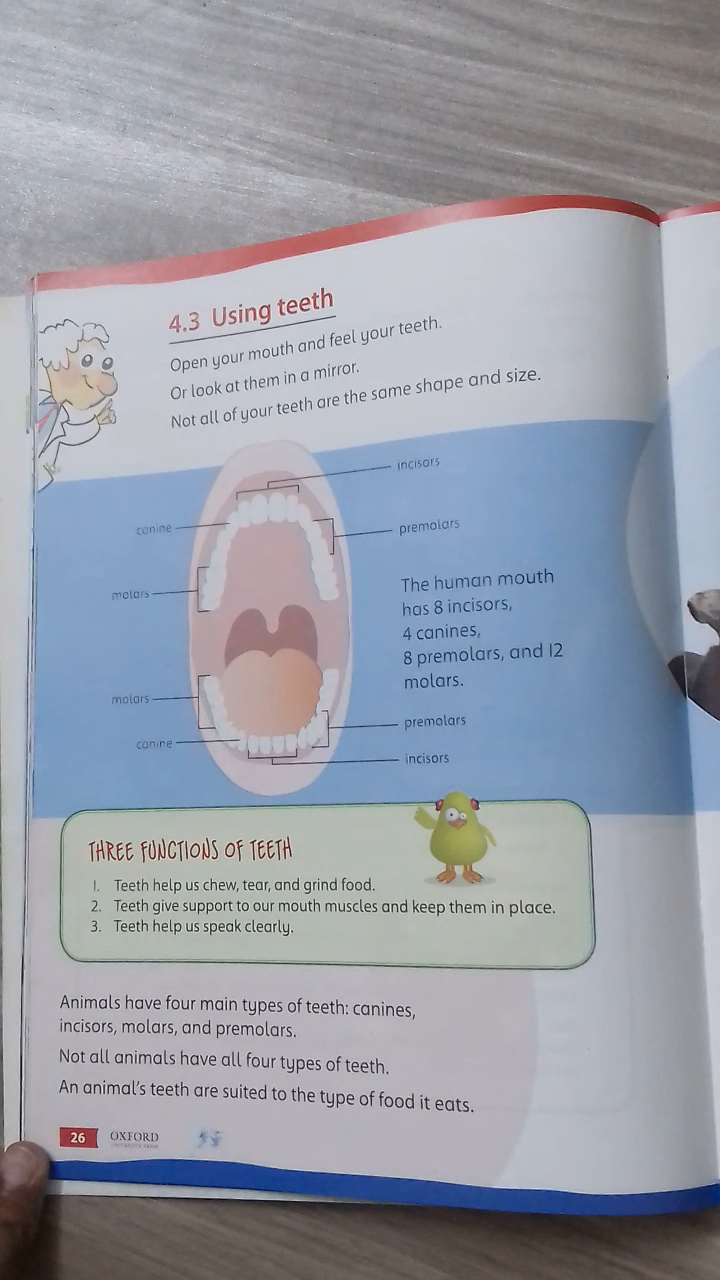 4.3 Using teeth
Open your mouth and feel your teeth.
Or look at them in a mirror.
Not all of your teeth are the same shape and size.
incisors
canine
premolars
molars
The human mouth
has 8 incisors,
4 canines,
8 premolars, and 12
molars.
molars
premolars
canine
incisors
THREE FUNCTIONS OF TEETH
1. Teeth help us chew, tear, and grind food.
2. Teeth give support to our mouth muscles and keep them in place.
3. Teeth help us speak clearly.
Animals have four main types of teeth: canines,
incisors, molars, and premolars.
Not all animals have all four types of teeth.
An animal's teeth are suited to the type of food it eats.
26 OXFORD